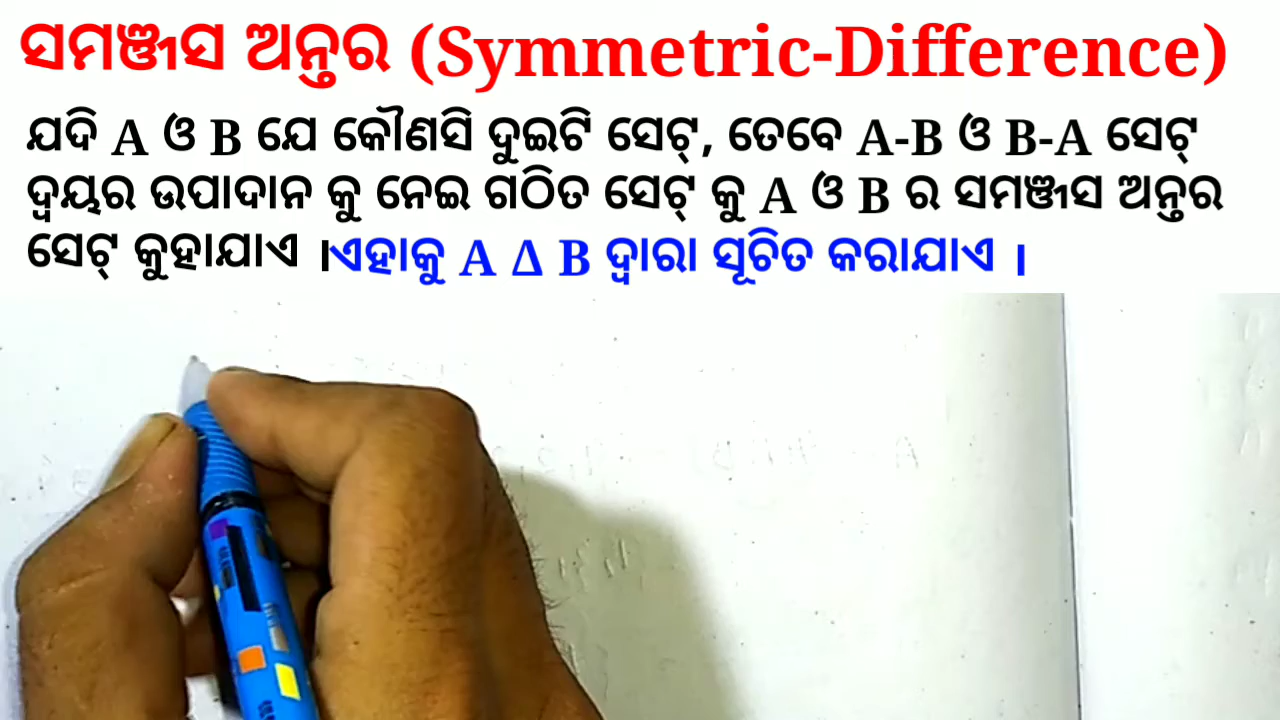 ସମଞ୍ଜସ ଅନ୍ତର (Symmetric-Difference)
ଯଦି A ଓ B ଯେ କୌଣସି ଦୁଇଟି ସେଟ୍, ତେବେ A-B ଓ B-A ସେଟ୍
ଦ୍ୱୟର ଉପାଦାନ କୁ ନେଇ ଗଠିତ ସେଟ୍ କୁ A ଓ B ର ସମଞ୍ଜସ ଅନ୍ତର
ସେଟ୍ କୁହାଯାଏ ।ଏହାକୁ A Δ B ଦ୍ୱାରା ସୂଚିତ କରାଯାଏ ।